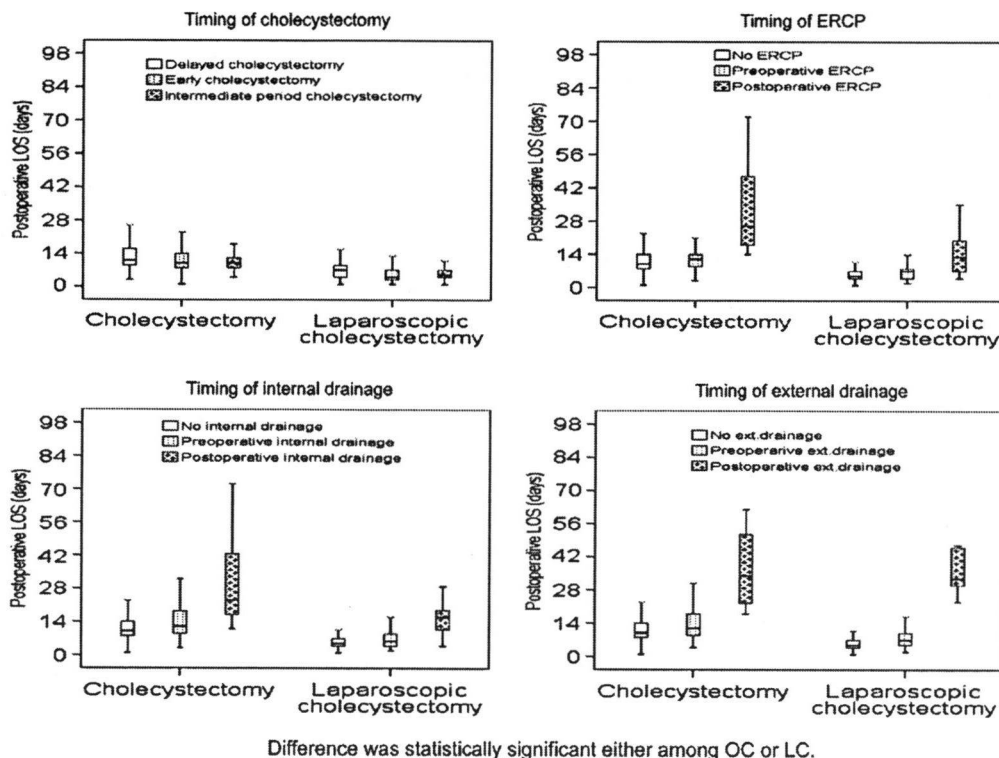 Timing of cholecystectomy
Postoperative LOS (days)
98
84
70
56
42
28
14
0
Delayed cholecystectomy
Early cholecystectomy
Intermediate period cholecystectomy
Cholecystectomy
Laparoscopic
cholecystectomy
Timing of ERCP
Postoperative LOS (days)
98
84
70
56
42
28
14
0
No ERCP
Preoperative ERCP
Postoperative ERCP
Cholecystectomy
Laparoscopic
cholecystectomy
Timing of internal drainage
Postoperative LOS (days)
98
84
70
56
42
28
14
0
No internal drainage
Preoperative internal drainage
Postoperative internal drainage
Cholecystectomy
Laparoscopic
cholecystectomy
Timing of external drainage
Postoperative LOS (days)
98
84
70
56
42
28
14
0
No ext.drainage
Preoperarive ext.drainage
Postoperative ext.drainage
Cholecystectomy
Laparoscopic
cholecystectomy
Difference was statistically significant either among OC or LC.